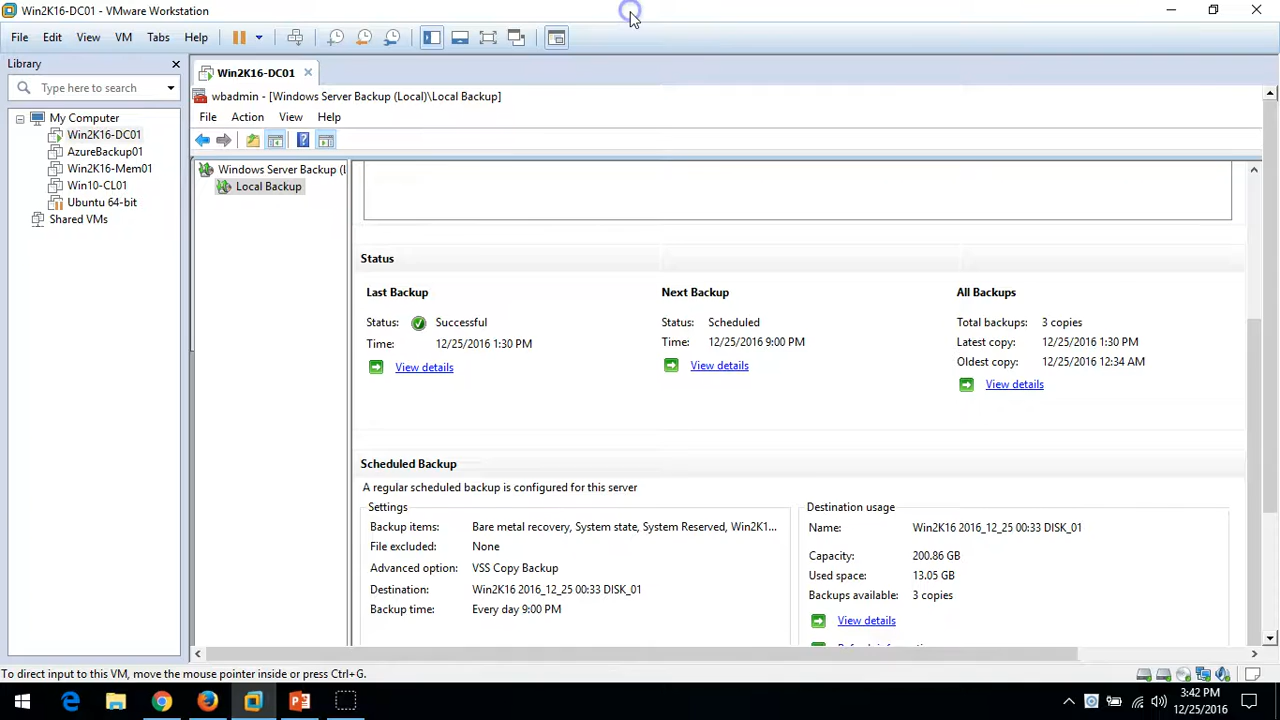 Win2K16-DC01 - VMware Workstation
File Edit View VM Tabs Help
Library
Type here to search
My Computer
Win2K16-DC01
AzureBackup01
Win2K16-Mem01
Win10-CL01
Ubuntu 64-bit
Shared VMs
Win2K16-DC01
wbadmin - [Windows Server Backup (Local)\Local Backup]
File Action View Help
Windows Server Backup (L
Local Backup
Status
Last Backup
Status: Successful
Time: 12/25/2016 1:30 PM
View details
Next Backup
Status: Scheduled
Time: 12/25/2016 9:00 PM
View details
All Backups
Total backups: 3 copies
Latest copy: 12/25/2016 1:30 PM
Oldest copy: 12/25/2016 12:34 AM
View details
Scheduled Backup
A regular scheduled backup is configured for this server
Settings
Backup items: Bare metal recovery, System state, System Reserved, Win2K1...
File excluded: None
Advanced option: VSS Copy Backup
Destination: Win2K16 2016_12_25 00:33 DISK_01
Backup time: Every day 9:00 PM
Destination usage
Name: Win2K16 2016_12_25 00:33 DISK_01
Capacity: 200.86 GB
Used space: 13.05 GB
Backups available: 3 copies
View details
To direct input to this VM, move the mouse pointer inside or press Ctrl+G.
3:42 PM
12/25/2016